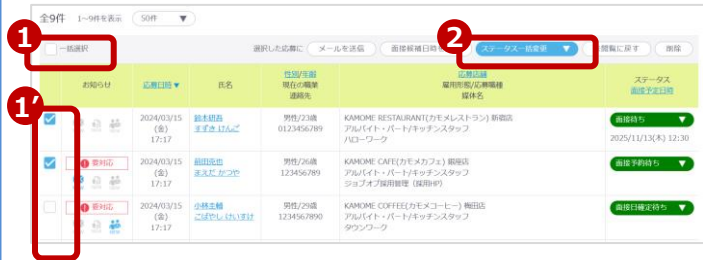 全9件 1～9件を表示 50件 ▼
1
2
一括選択 選択した応募に メールを送信 面接候補日時を ステータス一括変更 ▼ 閲覧に戻す 削除
お知らせ 応募日時▼ 氏名 性別/年齢 応募店舗 ステータス
現在の職業 雇用形態/応募職種 面接予定日時
連絡先 媒体名
1′
2024/03/15 鈴木研吾 男性/23歳 KAMOME RESTAURANT(カモメレストラン) 新宿店 面接待ち ▼
(金) すずき けんご 0123456789 アルバイト・パート/キッチンスタッフ
17:17 ハローワーク 2025/11/13(木) 12:30
要対応 2024/03/15 前田克也 男性/26歳 KAMOME CAFE(カモメカフェ) 銀座店 面接予約待ち ▼
(金) まえだ かつや 123456789 アルバイト・パート/キッチンスタッフ
17:17 ジョブオプ採用管理 (採用HP)
要対応 2024/03/15 小林圭輔 男性/29歳 KAMOME COFFEE(カモメコーヒー) 梅田店 面接日確定待ち ▼
(金) こばやし けいすけ 1234567890 アルバイト・パート/キッチンスタッフ
17:17 タウンワーク